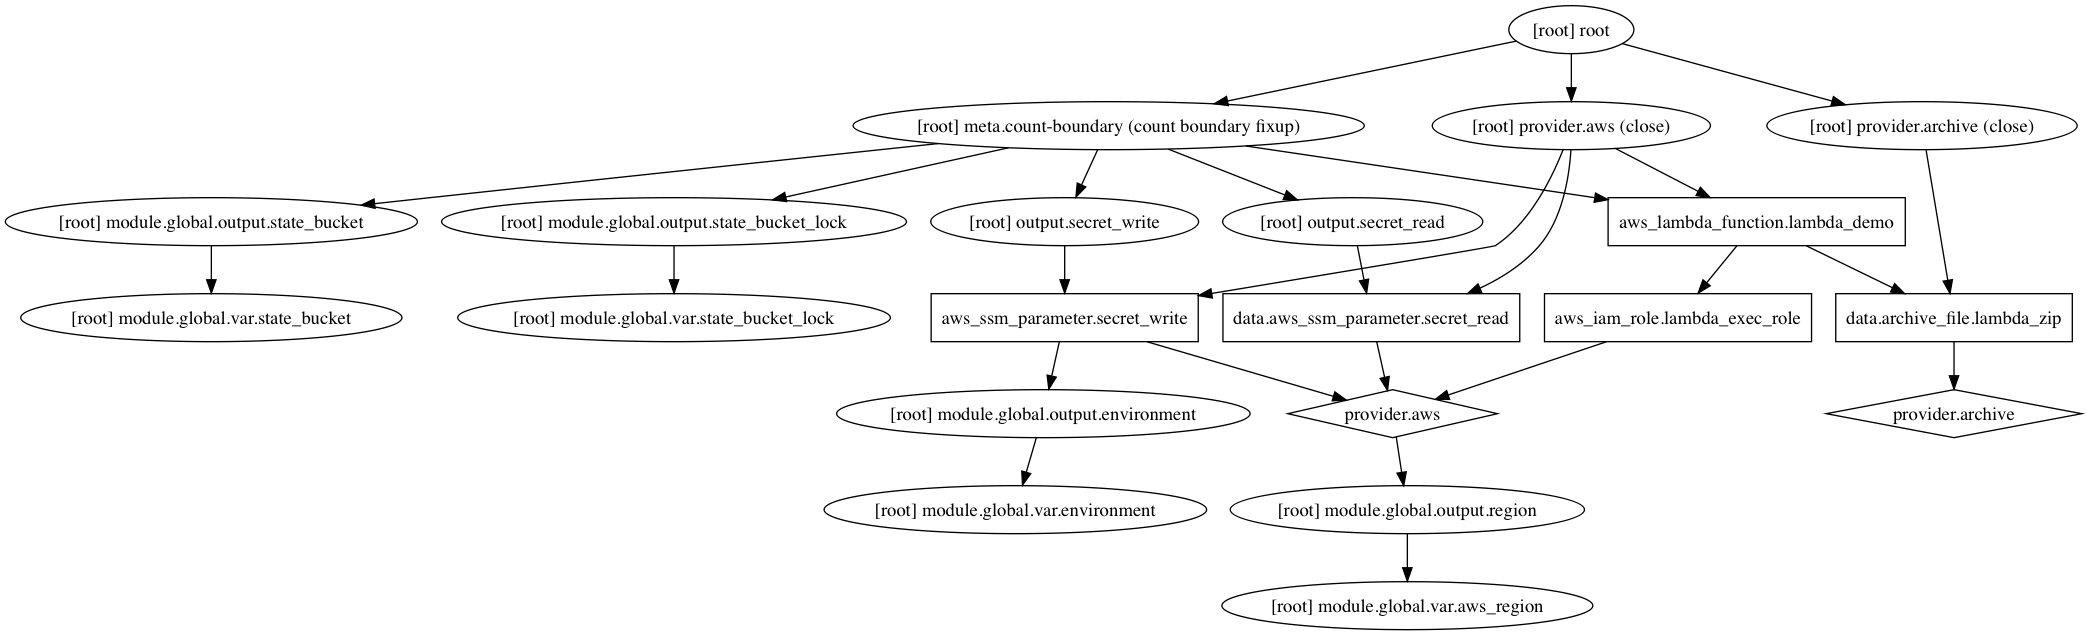 [root] root
[root] meta.count-boundary (count boundary fixup)
[root] provider.aws (close)
[root] provider.archive (close)
[root] module.global.output.state_bucket
[root] module.global.output.state_bucket_lock
[root] output.secret_write
[root] output.secret_read
aws_lambda_function.lambda_demo
[root] module.global.var.state_bucket
[root] module.global.var.state_bucket_lock
aws_ssm_parameter.secret_write
data.aws_ssm_parameter.secret_read
aws_iam_role.lambda_exec_role
data.archive_file.lambda_zip
[root] module.global.output.environment
provider.aws
provider.archive
[root] module.global.var.environment
[root] module.global.output.region
[root] module.global.var.aws_region